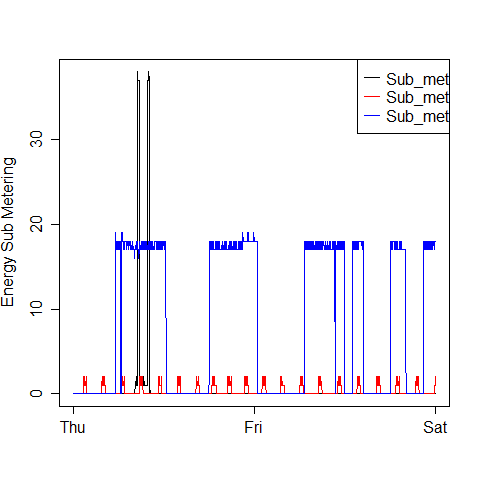 Sub_met
Sub_met
Sub_met
Energy Sub Metering
30
20
10
0
Thu Fri Sat